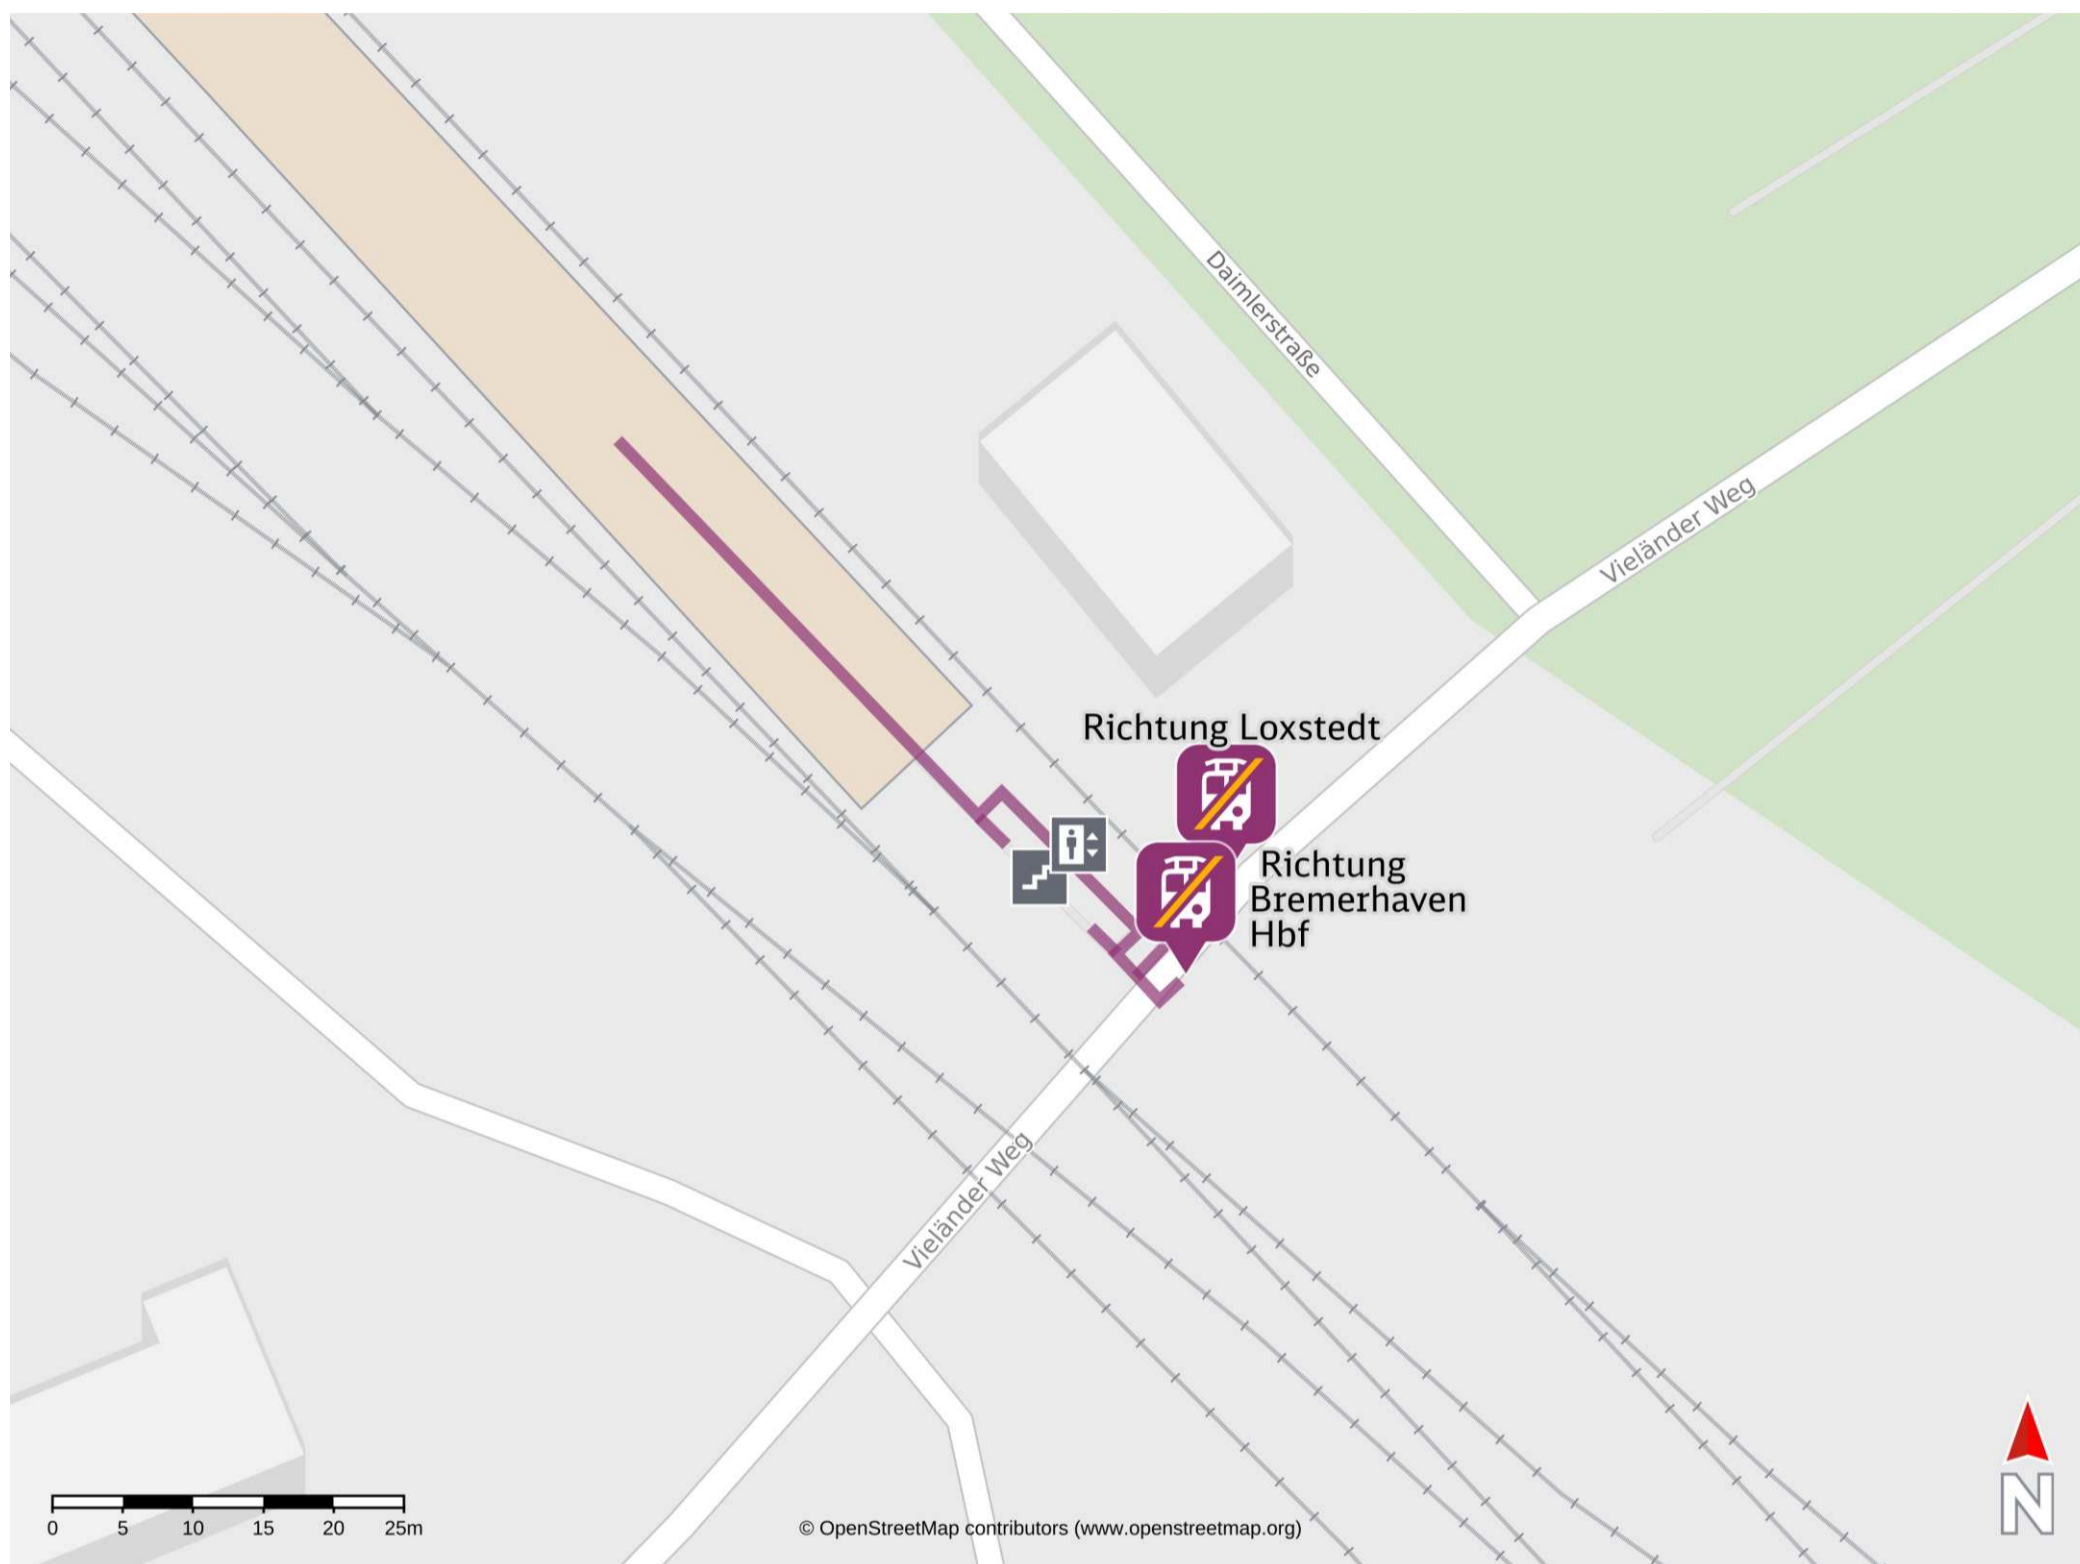 Daimlerstraße
Vieländer Weg
Richtung Loxstedt
Richtung
Bremerhaven
Hbf
Vieländer Weg
0 5 10 15 20 25m
© OpenStreetMap contributors (www.openstreetmap.org)
N